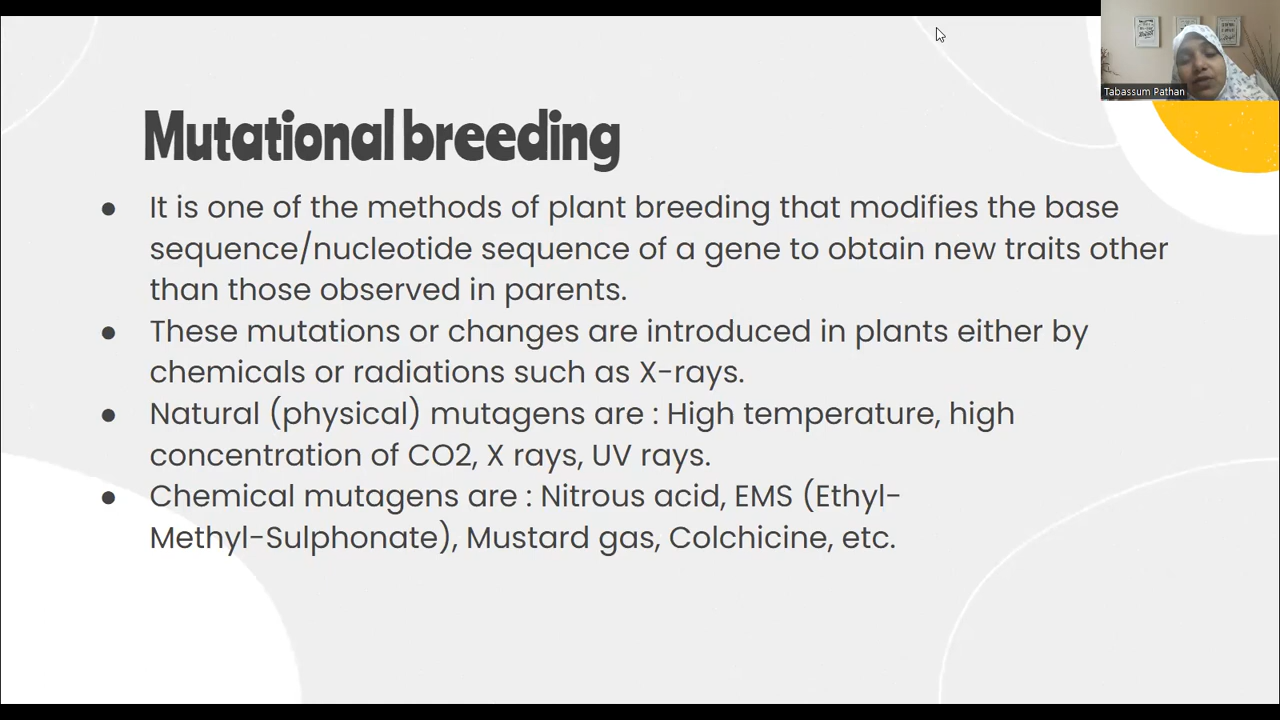 Tabassum Pathan
Mutational breeding
● It is one of the methods of plant breeding that modifies the base
sequence/nucleotide sequence of a gene to obtain new traits other
than those observed in parents.
● These mutations or changes are introduced in plants either by
chemicals or radiations such as X-rays.
● Natural (physical) mutagens are : High temperature, high
concentration of CO2, X rays, UV rays.
● Chemical mutagens are : Nitrous acid, EMS (Ethyl-
Methyl-Sulphonate), Mustard gas, Colchicine, etc.